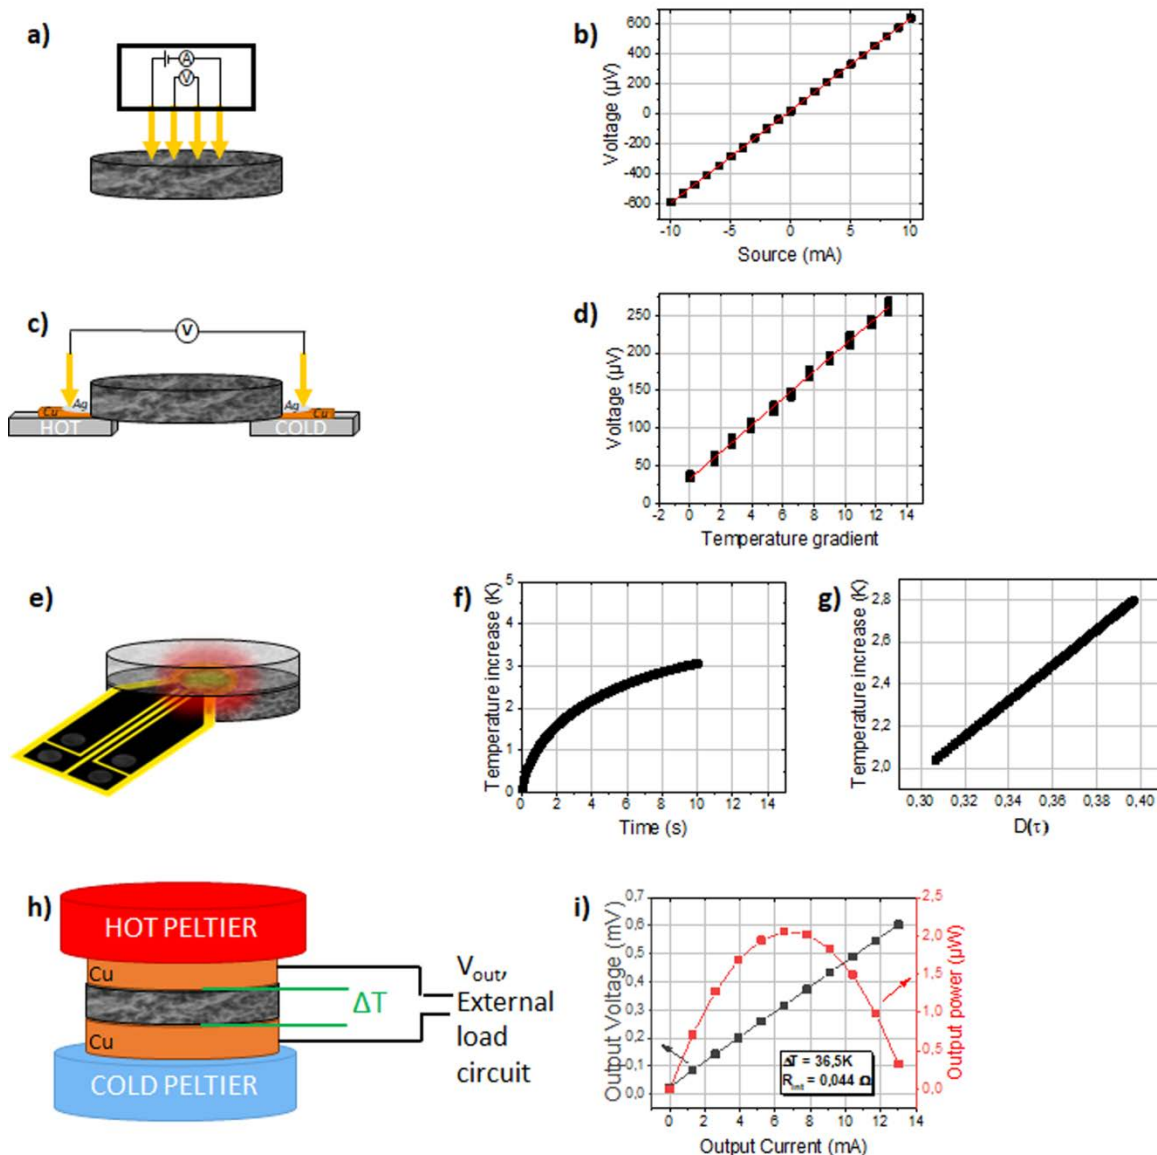 a)
A
V
b)
Voltage (µV)
600
400
200
0
-200
-400
-600
-10 -5 0 5 10
Source (mA)
c)
V
Cu Ag
Ag Cu
HOT
COLD
d)
Voltage (µV)
250
200
150
100
50
0
-2 0 2 4 6 8 10 12 14
Temperature gradient
e)
f)
Temperature increase (K)
5
4
3
2
1
0
0 2 4 6 8 10 12 14
Time (s)
g)
Temperature increase (K)
2,8
2,6
2,4
2,2
2,0
0,30 0,32 0,34 0,36 0,38 0,40
D(τ)
h)
HOT PELTIER
Cu
ΔT
Cu
COLD PELTIER
Vout,
External
load
circuit
i)
Output Voltage (mV)
0,7
0,6
0,5
0,4
0,3
0,2
0,1
0,0
2,5
2,0
1,5
1,0
0,5
0,0
Output power (µW)
ΔT = 36,5K
Rint = 0,044 Ω
0 2 4 6 8 10 12 14
Output Current (mA)